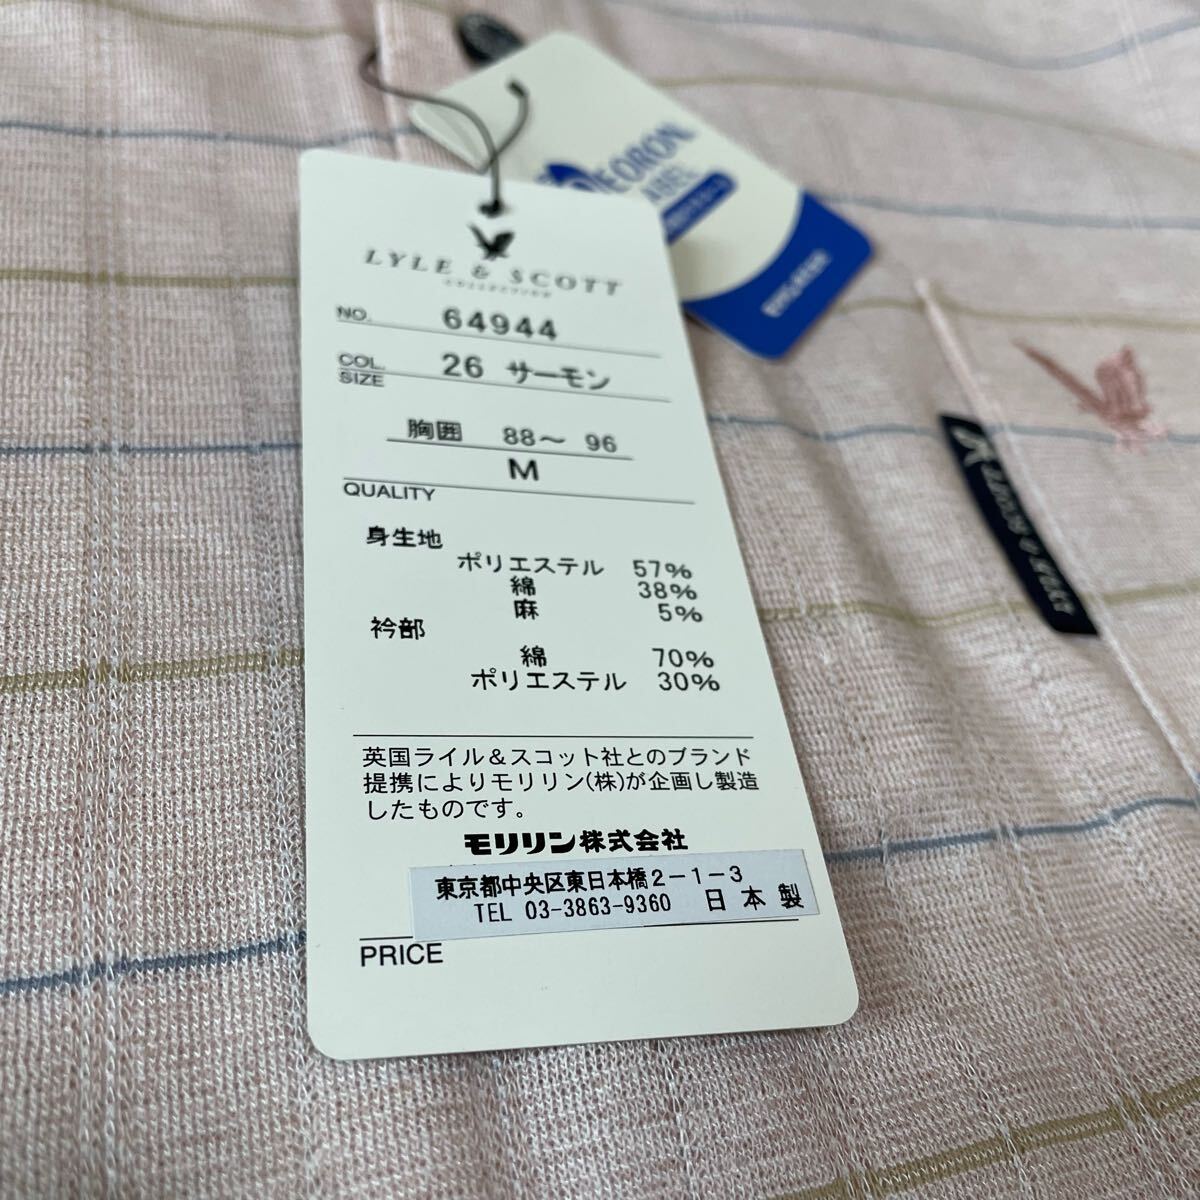 LYLE & SCOTT
COLLECTION
NO. 64944
COL. 26 サーモン
SIZE
胸囲 88～ 96
M
QUALITY
身生地
ポリエステル 57%
綿 38%
麻 5%
衿部
綿 70%
ポリエステル 30%
英国ライル＆スコット社とのブランド
提携によりモリリン(株)が企画し製造
したものです。
モリリン株式会社
東京都中央区東日本橋２－１－３
TEL 03-3863-9360 日本製
PRICE
EORON
ABEL
LYLE & SCOTT